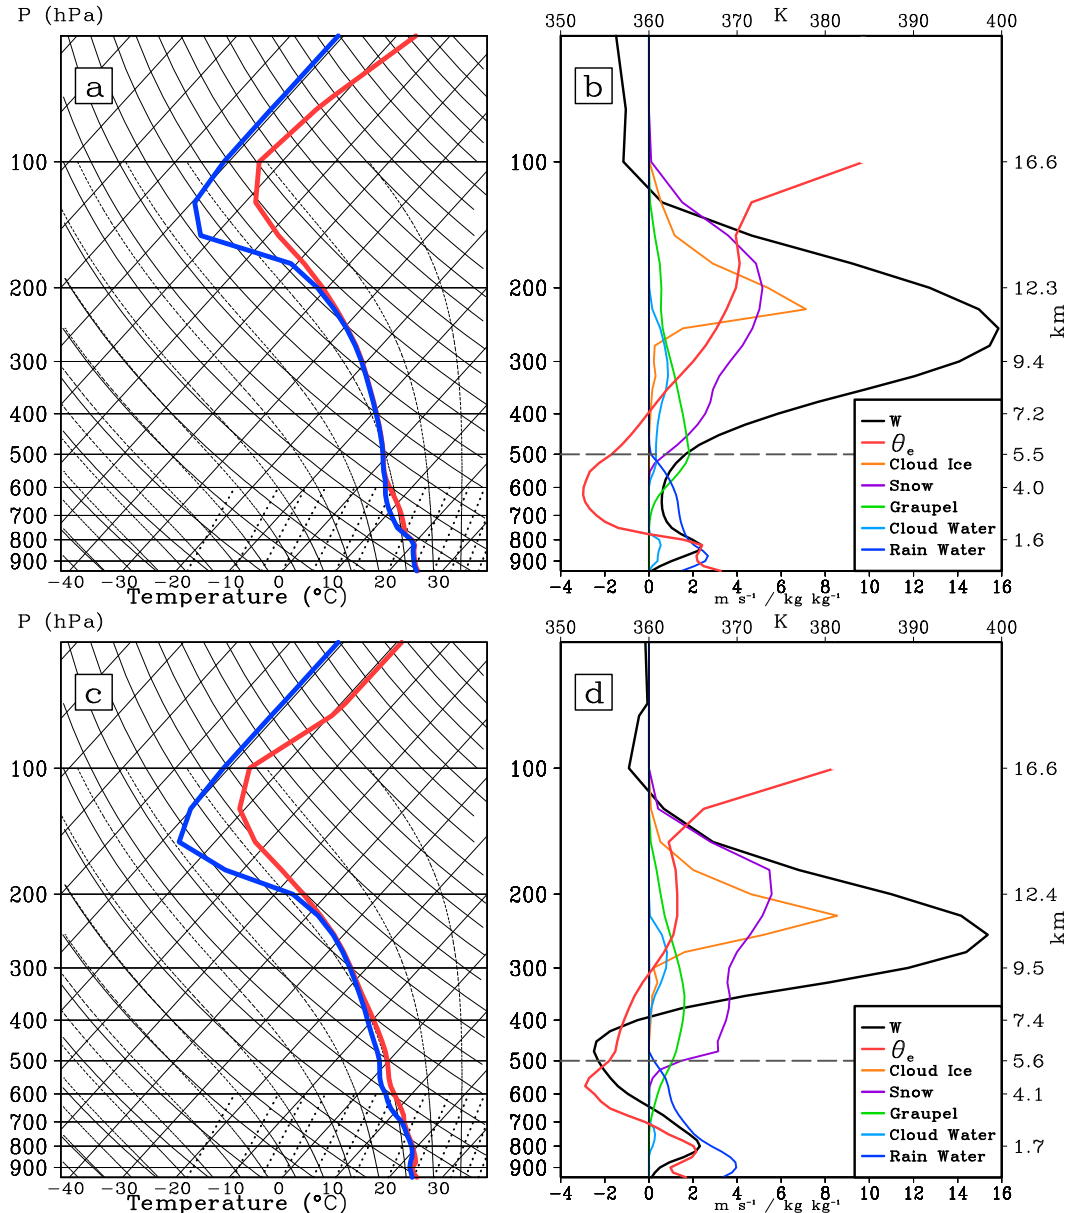 P (hPa)
350 360 370 K 380 390 400
a
b
100 100 16.6
200 200 12.3
km
300 300 9.4
400 400 7.2
W
θe
500 500 5.5
Cloud Ice
600 600 4.0
Snow
Graupel
700 700
Cloud Water
800 800 1.6
Rain Water
900 900
−40 −30 −20 −10 0 10 20 30
−4 −2 0 2 4 6 8 10 12 14 16
Temperature (°C)
m s⁻¹ / kg kg⁻¹
P (hPa)
350 360 370 K 380 390 400
c
d
100 100 16.6
200 200 12.4
km
300 300 9.5
400 400 7.4
W
θe
500 500 5.6
Cloud Ice
600 600 4.1
Snow
Graupel
700 700
Cloud Water
800 800 1.7
Rain Water
900 900
−40 −30 −20 −10 0 10 20 30
−4 −2 0 2 4 6 8 10 12 14 16
Temperature (°C)
m s⁻¹ / kg kg⁻¹